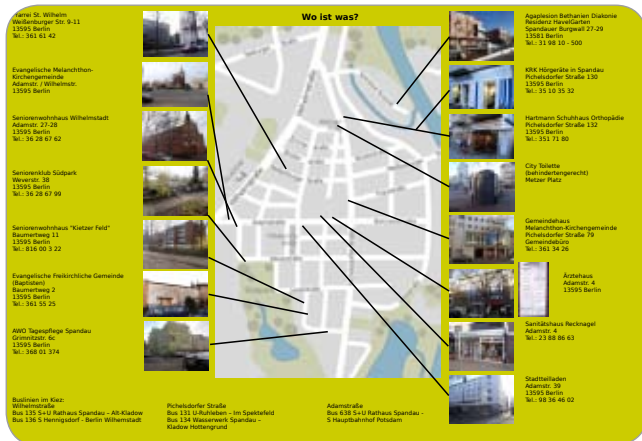 Wo ist was?
Pfarrei St. Wilhelm
Weißenburger Str. 9-11
13595 Berlin
Tel.: 361 61 42
Evangelische Melanchthon-
Kirchengemeinde
Adamstr. / Wilhelmstr.
13595 Berlin
Seniorenwohnhaus Wilhelmstadt
Adamstr. 27-28
13595 Berlin
Tel.: 36 28 67 62
Seniorenklub Südpark
Weverstr. 38
13595 Berlin
Tel.: 36 28 67 99
Seniorenwohnhaus "Kietzer Feld"
Baumertweg 11
13595 Berlin
Tel.: 816 00 3 22
Evangelische Freikirchliche Gemeinde
(Baptisten)
Baumertweg 2
13595 Berlin
Tel.: 361 55 25
AWO Tagespflege Spandau
Grimnitzstr. 6c
13595 Berlin
Tel.: 368 01 374
Agaplesion Bethanien Diakonie
Residenz HavelGarten
Spandauer Burgwall 27-29
13581 Berlin
Tel.: 31 98 10 - 500
KRK Hörgeräte in Spandau
Pichelsdorfer Straße 130
13595 Berlin
Tel.: 35 10 35 32
Hartmann Schuhhaus Orthopädie
Pichelsdorfer Straße 132
13595 Berlin
Tel.: 351 71 80
City Toilette
(behindertengerecht)
Metzer Platz
Gemeindehaus
Melanchthon-Kirchengemeinde
Pichelsdorfer Straße 79
Gemeindebüro
Tel.: 361 34 26
Ärztehaus
Adamstr. 4
13595 Berlin
Sanitätshaus Recknagel
Adamstr. 4
Tel.: 23 88 86 63
Stadtteilladen
Adamstr. 39
13595 Berlin
Tel.: 98 36 46 02
Buslinien im Kiez:
Wilhelmstraße
Bus 135 S+U Rathaus Spandau – Alt-Kladow
Bus 136 S Hennigsdorf - Berlin Wilhemstadt
Pichelsdorfer Straße
Bus 131 U-Ruhleben – Im Spektefeld
Bus 134 Wasserwerk Spandau –
Kladow Hottengrund
Adamstraße
Bus 638 S+U Rathaus Spandau –
S Hauptbahnhof Potsdam